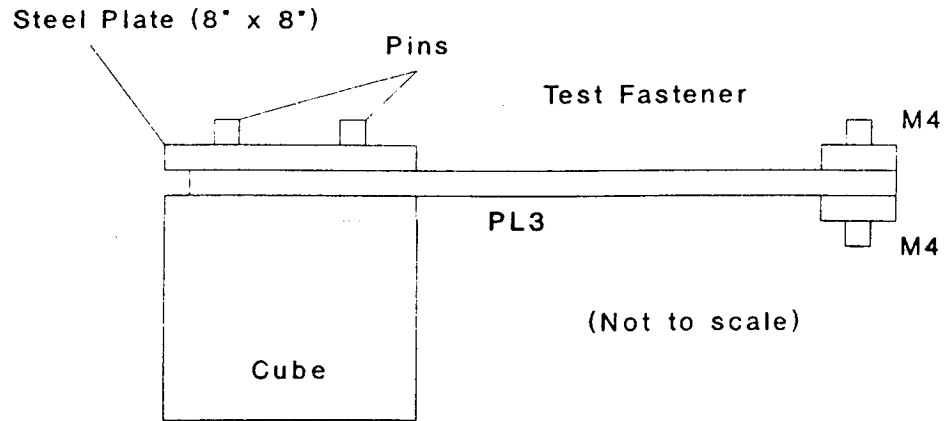 Steel Plate (8" x 8")
Pins
Test Fastener
M4
PL3
M4
(Not to scale)
Cube